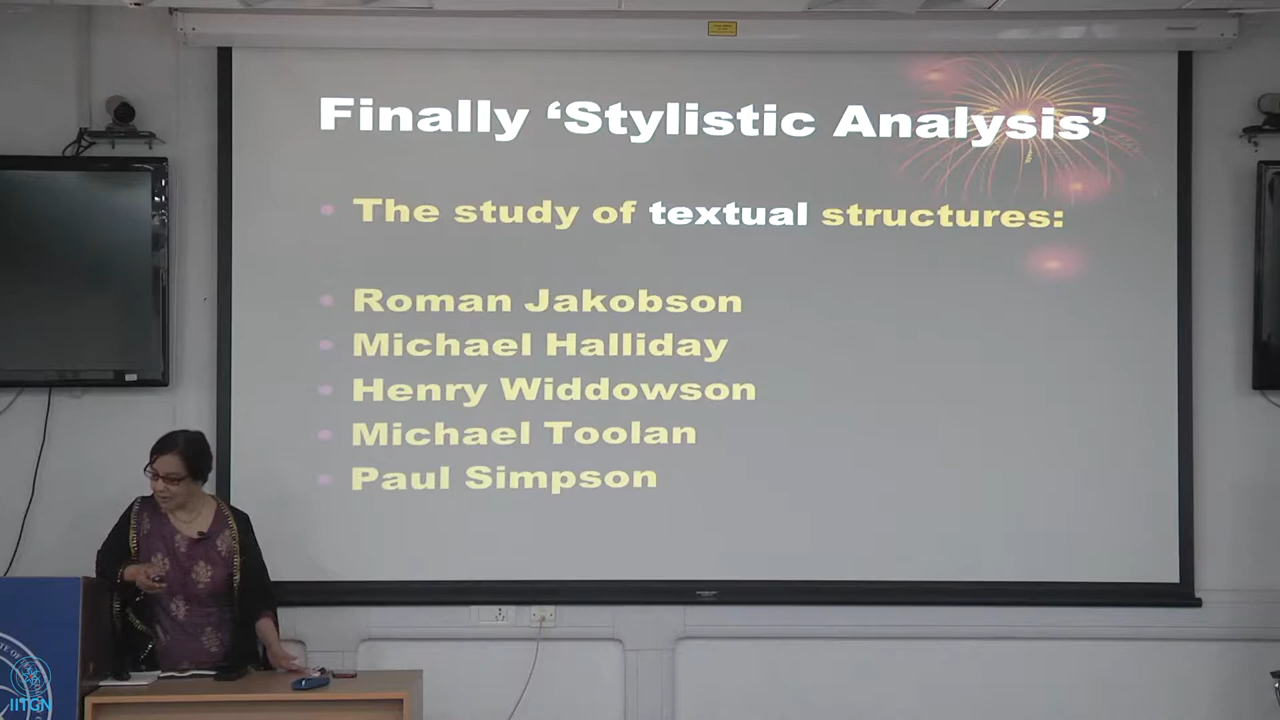 Finally ‘Stylistic Analysis’
The study of textual structures:
Roman Jakobson
Michael Halliday
Henry Widdowson
Michael Toolan
Paul Simpson
IITGN